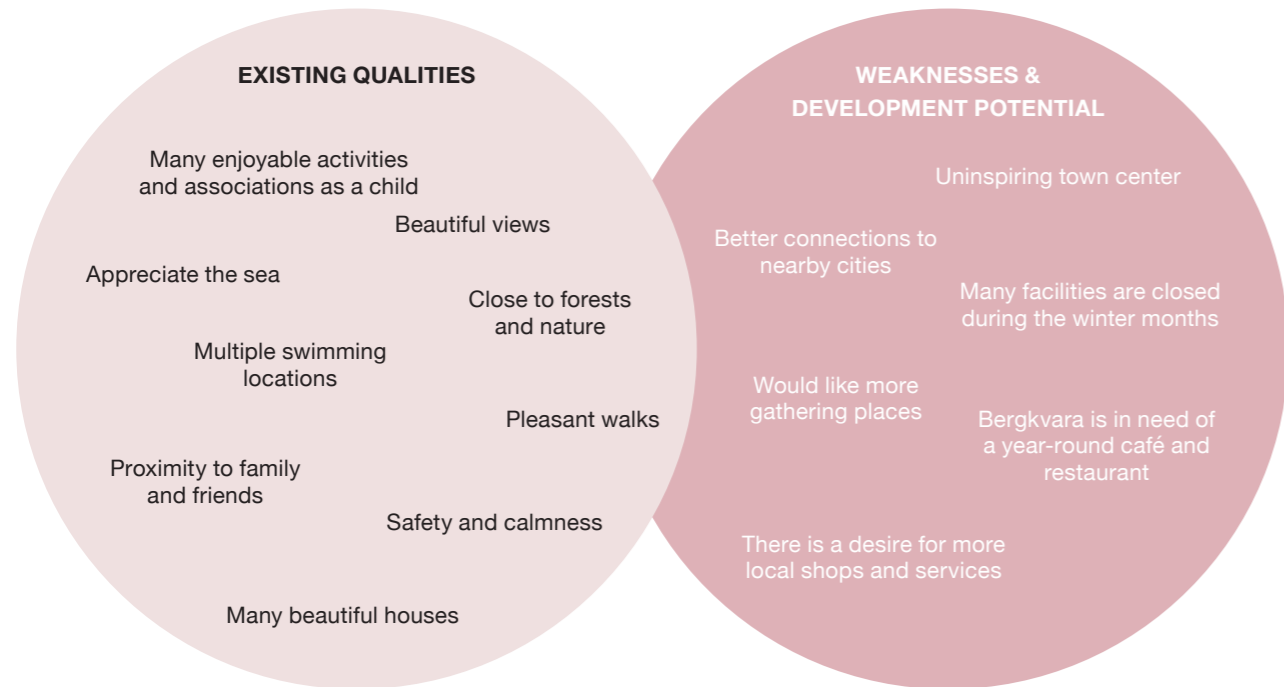 EXISTING QUALITIES
Many enjoyable activities
and associations as a child
Beautiful views
Appreciate the sea
Close to forests
and nature
Multiple swimming
locations
Pleasant walks
Proximity to family
and friends
Safety and calmness
Many beautiful houses
WEAKNESSES &
DEVELOPMENT POTENTIAL
Uninspiring town center
Better connections to
nearby cities
Many facilities are closed
during the winter months
Would like more
gathering places
Bergkvara is in need of
a year-round café and
restaurant
There is a desire for more
local shops and services